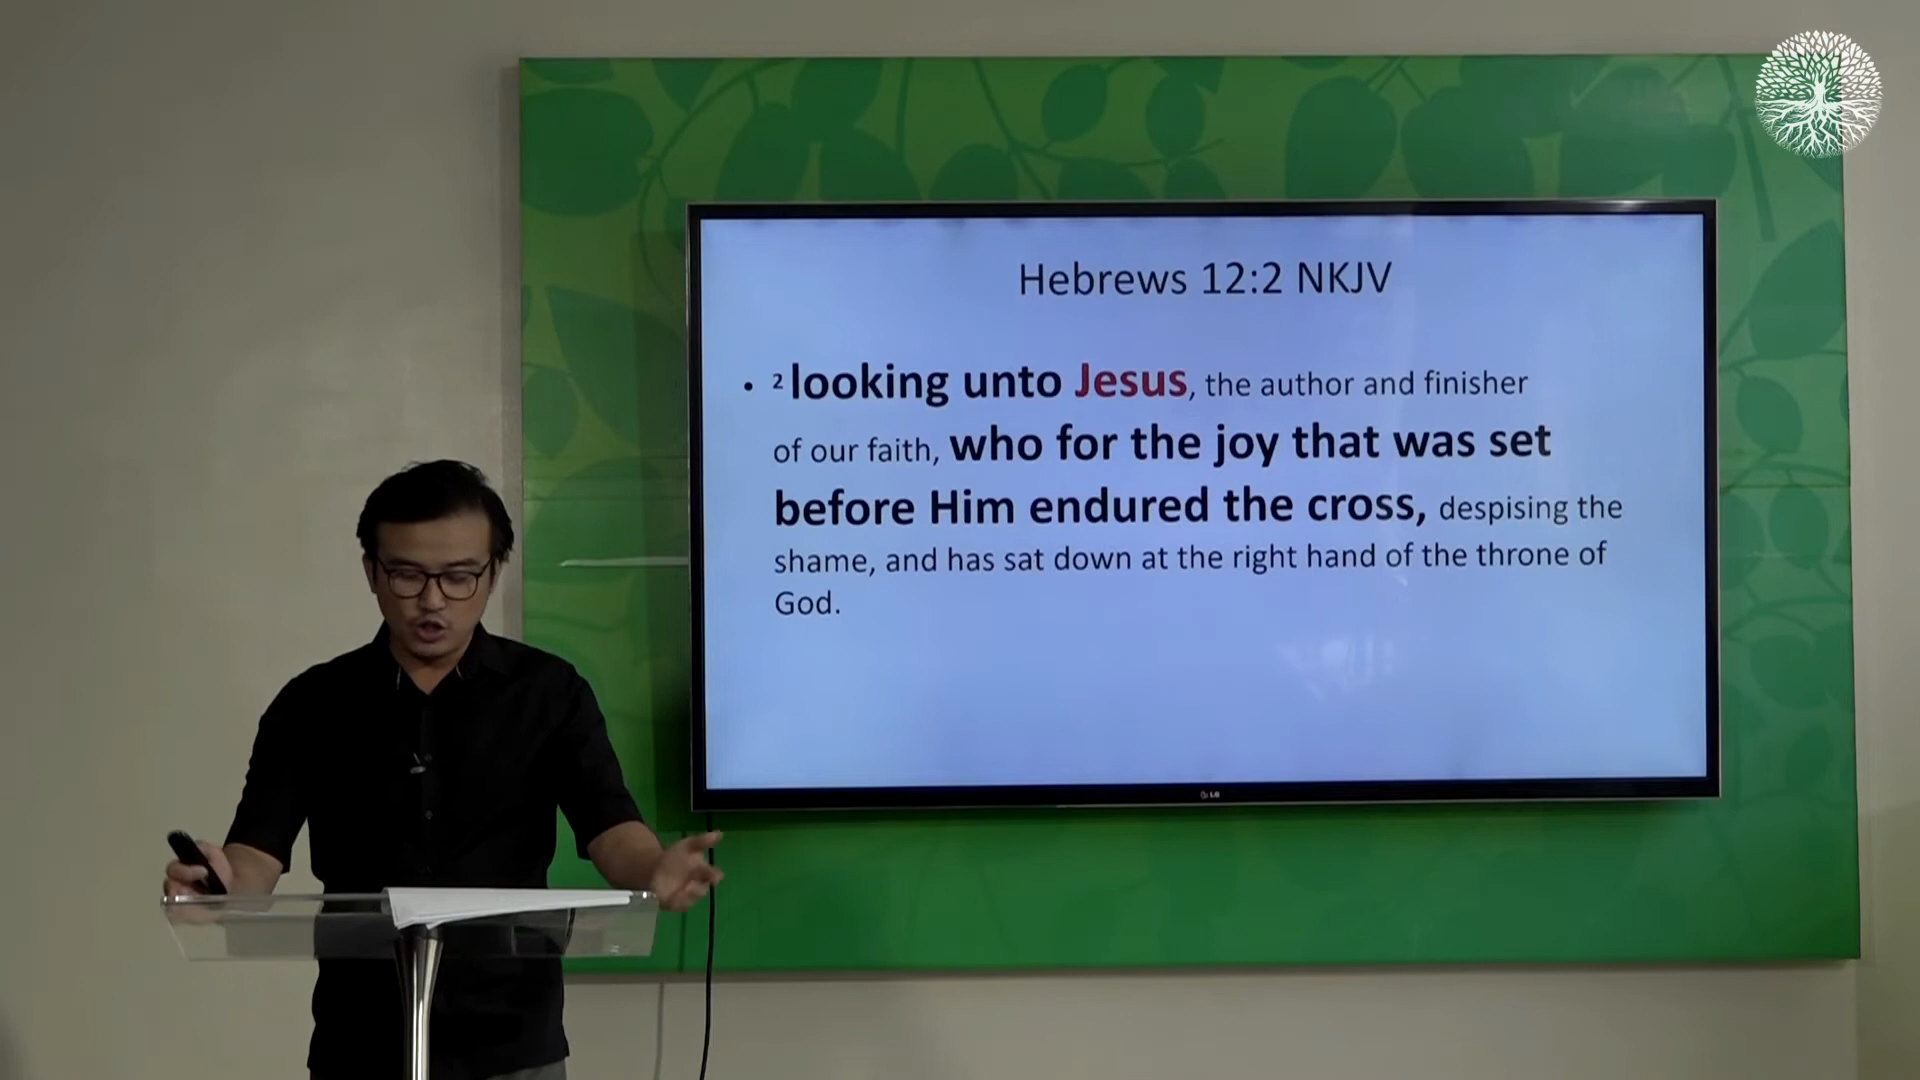 Hebrews 12:2 NKJV
• 2 looking unto Jesus, the author and finisher
of our faith, who for the joy that was set
before Him endured the cross, despising the
shame, and has sat down at the right hand of the throne of
God.
LG